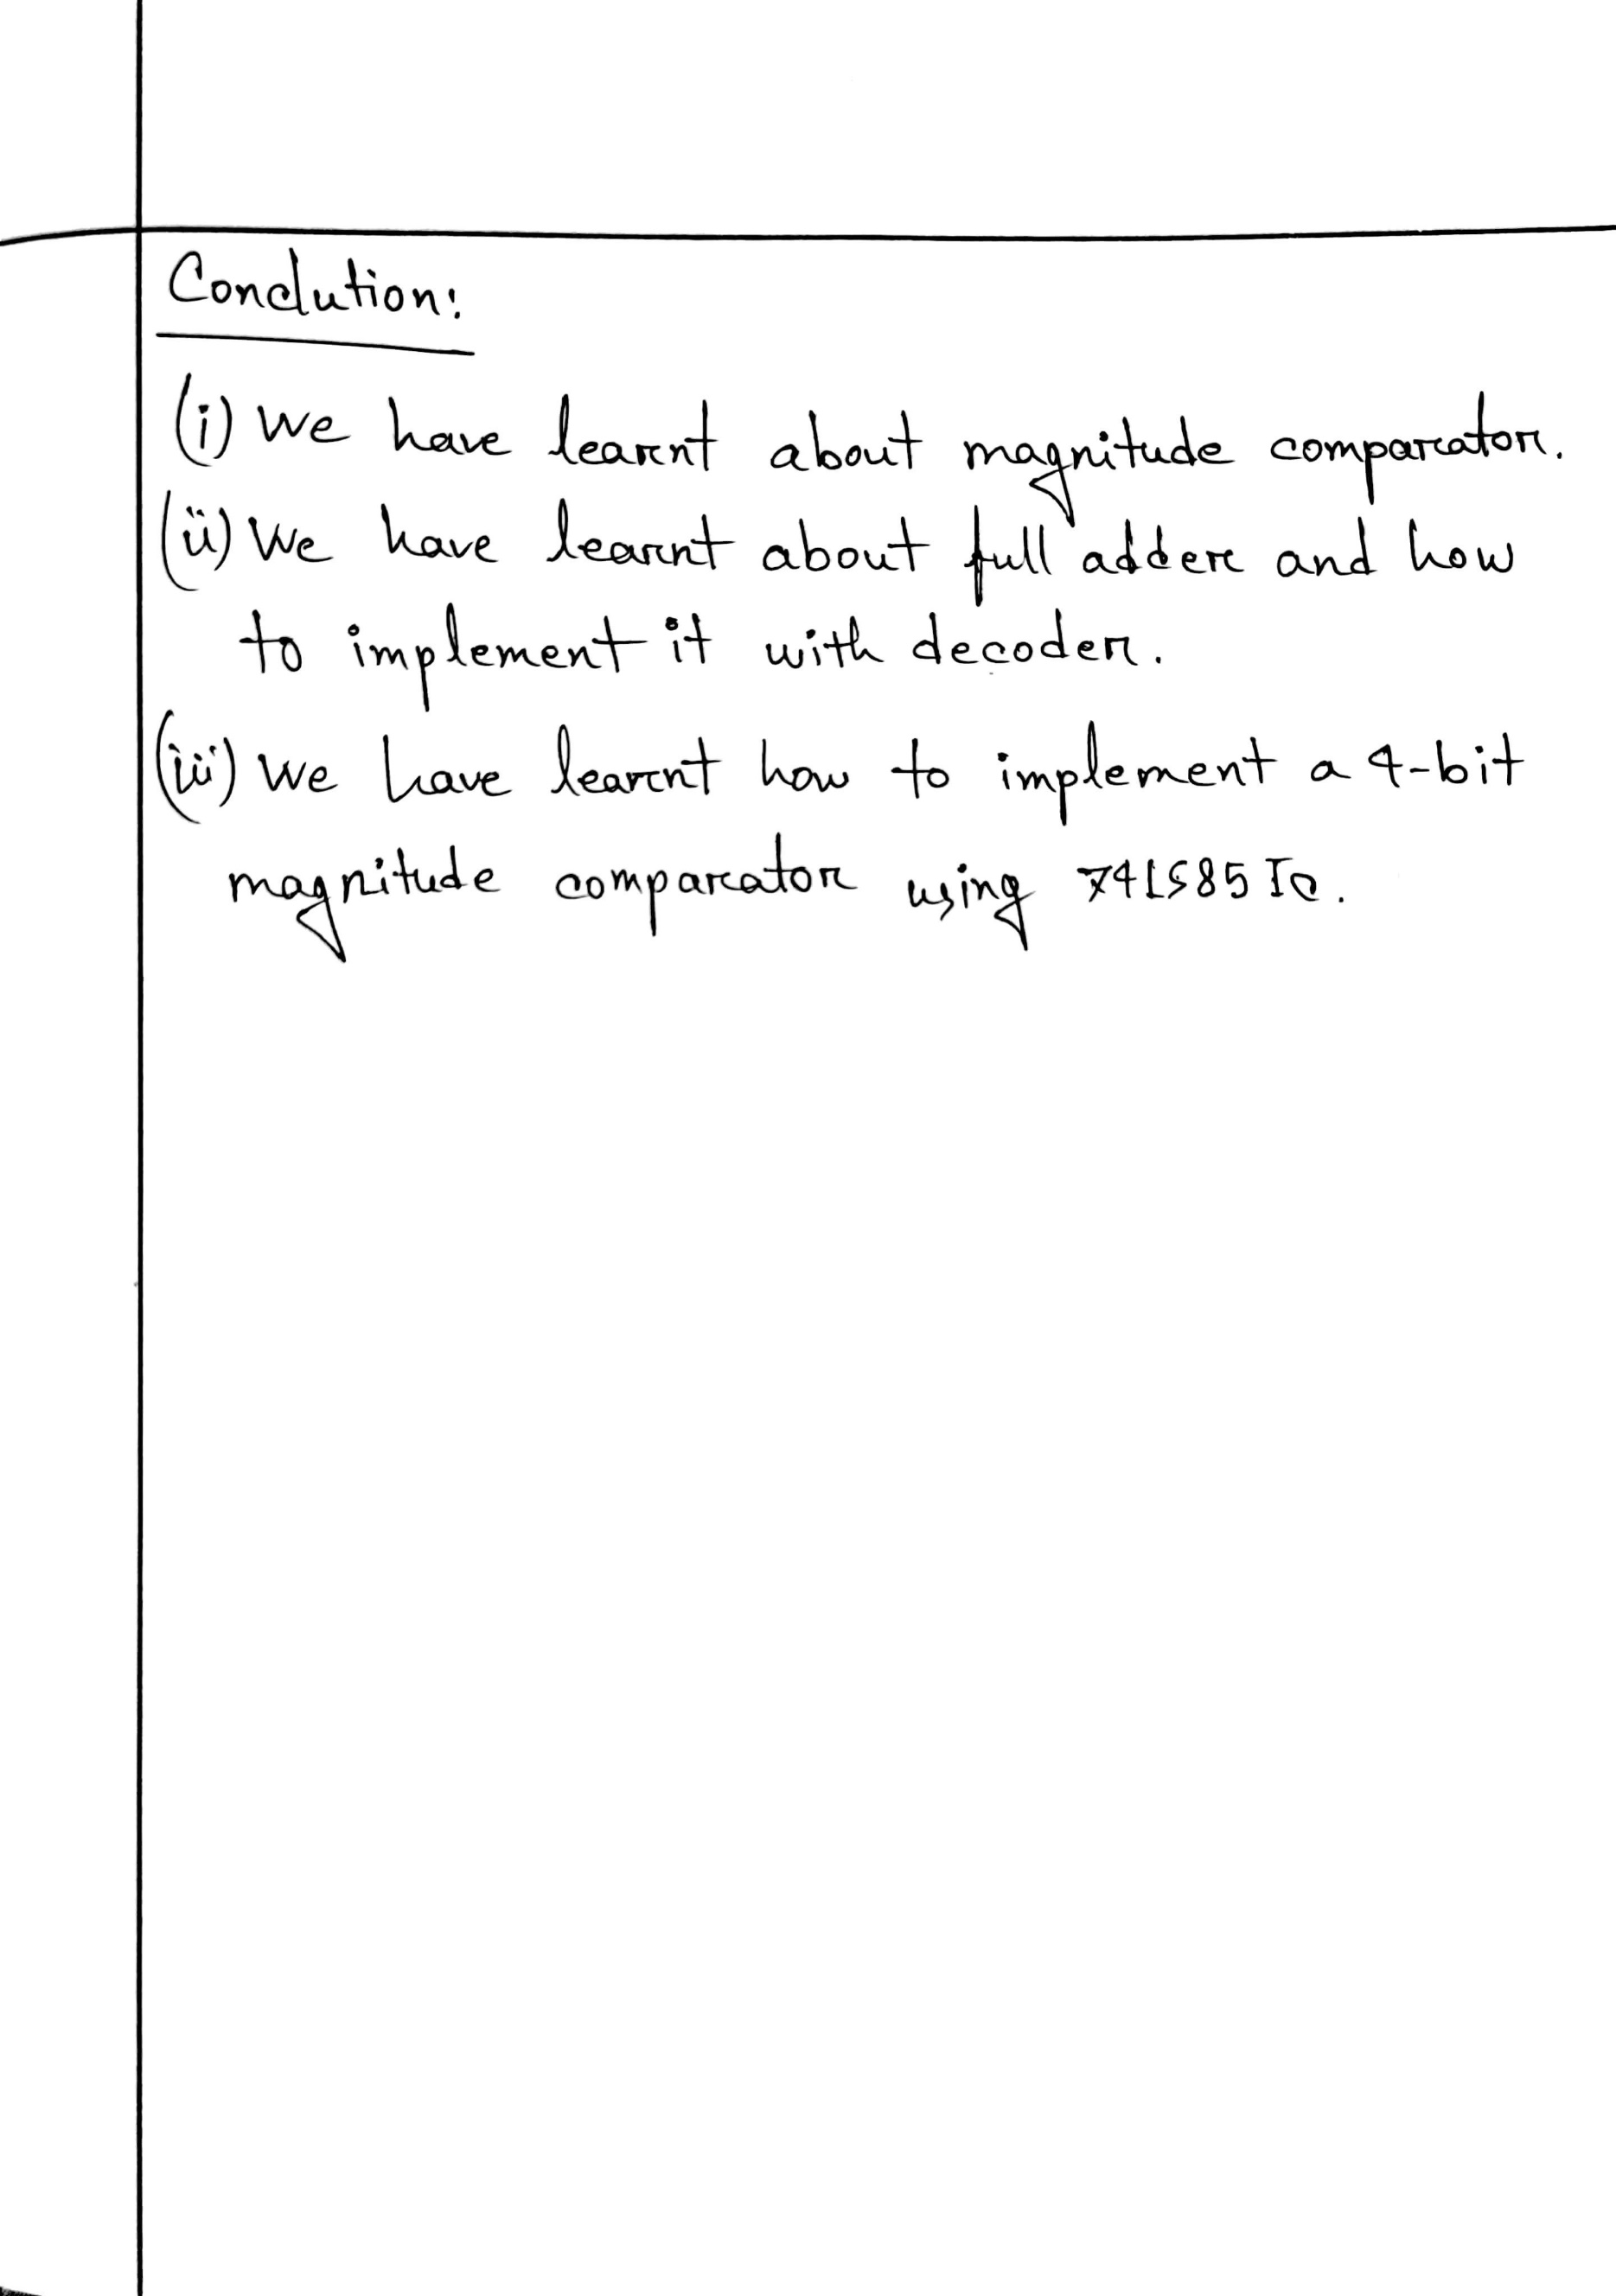 Conclution:
(i) We have learnt about magnitude comparator.
(ii) We have learnt about full adder and how
to implement it with decoder.
(iii) We have learnt how to implement a 4-bit
magnitude comparator using 74LS85 IC.